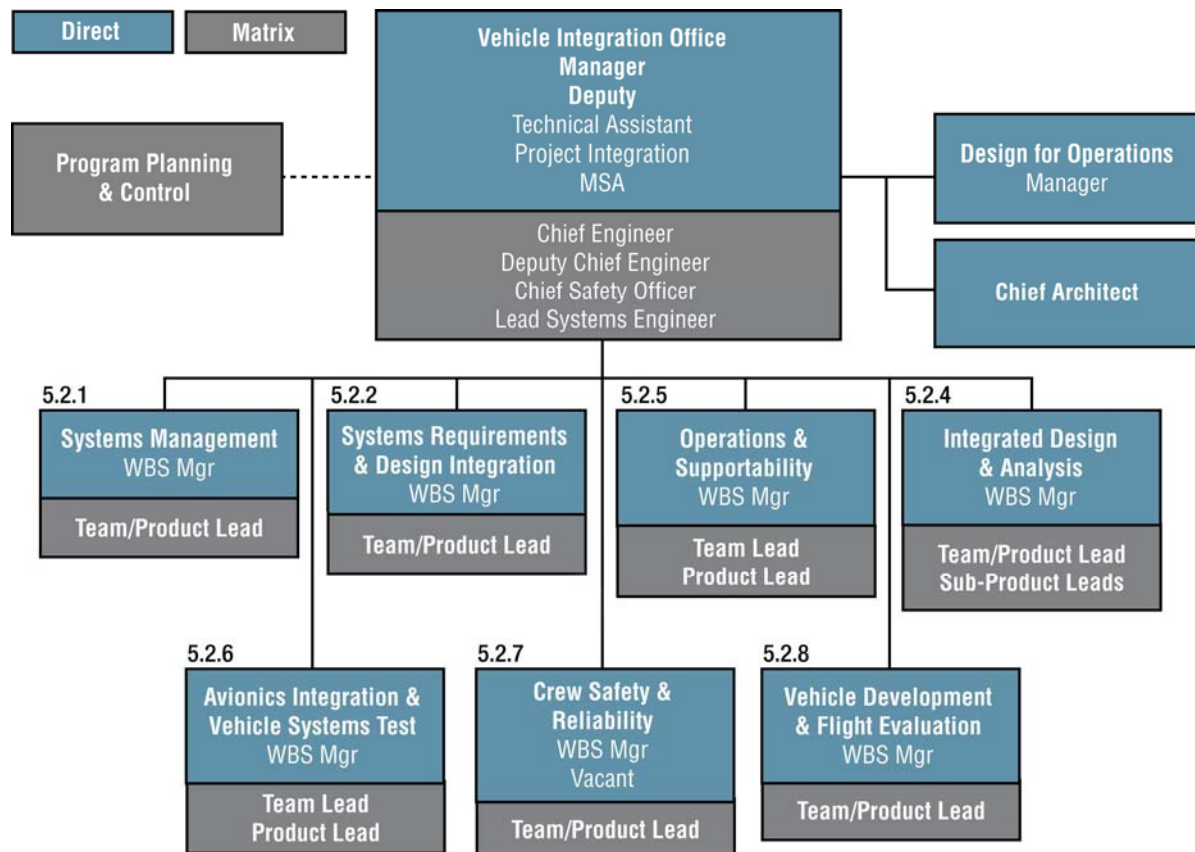 Direct
Matrix
Vehicle Integration Office
Manager
Deputy
Technical Assistant
Project Integration
MSA
Chief Engineer
Deputy Chief Engineer
Chief Safety Officer
Lead Systems Engineer
Program Planning
& Control
Design for Operations
Manager
Chief Architect
5.2.1
Systems Management
WBS Mgr
Team/Product Lead
5.2.2
Systems Requirements
& Design Integration
WBS Mgr
Team/Product Lead
5.2.5
Operations &
Supportability
WBS Mgr
Team Lead
Product Lead
5.2.4
Integrated Design
& Analysis
WBS Mgr
Team/Product Lead
Sub-Product Leads
5.2.6
Avionics Integration &
Vehicle Systems Test
WBS Mgr
Team Lead
Product Lead
5.2.7
Crew Safety &
Reliability
WBS Mgr
Vacant
Team/Product Lead
5.2.8
Vehicle Development
& Flight Evaluation
WBS Mgr
Team/Product Lead